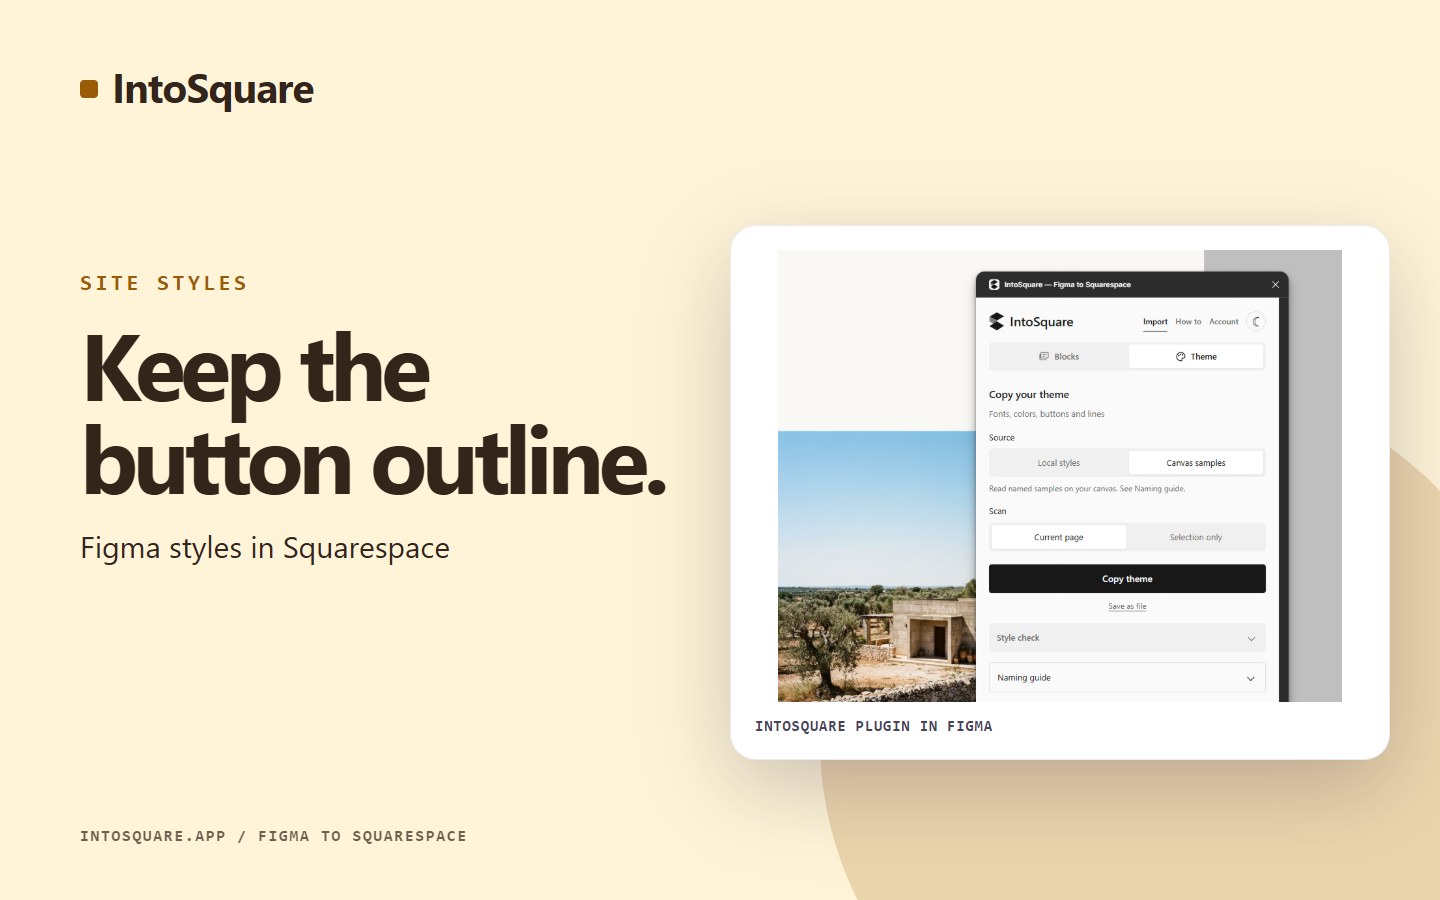 IntoSquare
SITE STYLES
Keep the
button outline.
Figma styles in Squarespace
INTOSQUARE.APP / FIGMA TO SQUARESPACE
IntoSquare — Figma to Squarespace
IntoSquare
Import How to Account
Blocks Theme
Copy your theme
Fonts, colors, buttons and lines
Source
Local styles Canvas samples
Read named samples on your canvas. See Naming guide.
Scan
Current page Selection only
Copy theme
Save as file
Style check
Naming guide
INTOSQUARE PLUGIN IN FIGMA